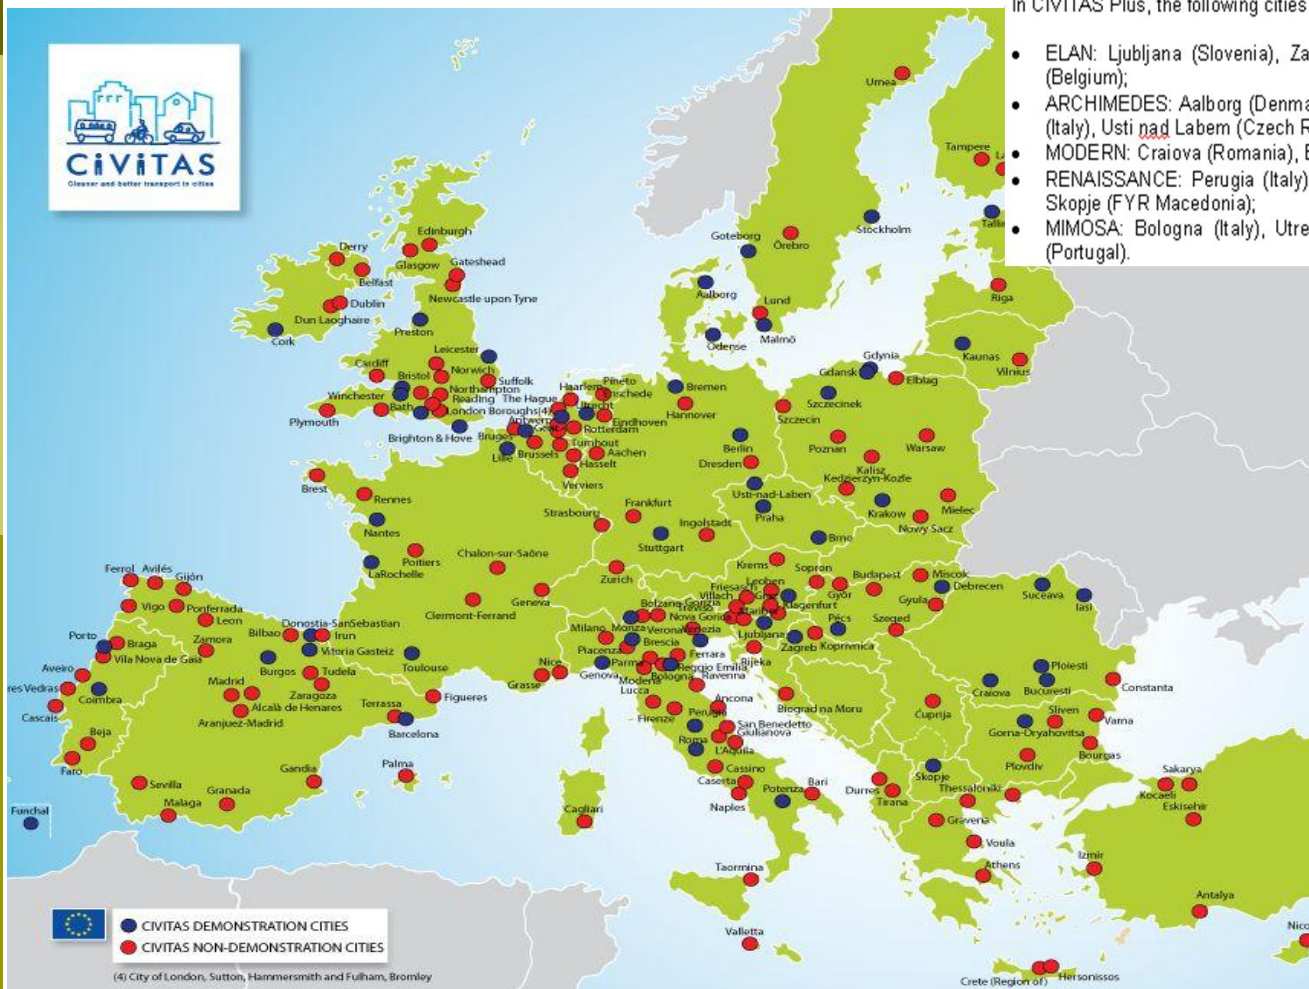 In CIVITAS Plus, the following cities
• ELAN: Ljubljana (Slovenia), Za
(Belgium);
• ARCHIMEDES: Aalborg (Denma
(Italy), Usti nad Labem (Czech R
• MODERN: Craiova (Romania), E
• RENAISSANCE: Perugia (Italy)
Skopje (FYR Macedonia);
• MIMOSA: Bologna (Italy), Utre
(Portugal).
CiViTAS
Cleaner and better transport in cities
Umea
Tampere
Stockholm
Tallin
Goteborg
Örebro
Edinburgh
Derry
Glasgow
Gateshead
Belfast
Aalborg
Riga
Newcastle upon Tyne
Dublin
Lund
Dun Laoghaire
Preston
Malmö
Odense
Cork
Leicester
Gdynia
Kaunas
Vilnius
Cardiff
Bristol
Norwich
Gdansk
Elblag
Suffolk
Haarlem
Bremen
Northampton
Winchester
Reading
The Hague
Utrecht
Enschede
Hannover
Szczecinek
Bath
London Boroughs(4)
Eindhoven
Szczecin
Plymouth
Antwerp
Rotterdam
Brighton & Hove
Bruges
Gent
Turnhout
Berlin
Poznan
Warsaw
Lille
Brussels
Aachen
Dresden
Hasselt
Kalisz
Verviers
Kedzierzyn-Kozle
Brest
Usti-nad-Laben
Rennes
Frankfurt
Krakow
Mielec
Strasbourg
Praha
Nowy Sacz
Nantes
Ingolstadt
Stuttgart
Brno
Poitiers
Chalon-sur-Saône
LaRochelle
Krems
Sopron
Ferrol
Avilés
Gijón
Zurich
Leoben
Budapest
Miscok
Friesach
Debrecen
Geneva
Villach
Graz
Györ
Suceava
Vigo
Ponferrada
Clermont-Ferrand
Bolzano
Gorizia
Klagenfurt
Gyula
Iasi
Leon
Treviso
Maribor
Donostia-SanSebastian
Nova Gorica
Pécs
Szeged
Porto
Braga
Zamora
Bilbao
Irun
Milano
Monza
Verona
Venezia
Ljubljana
Zagreb
Koprivnica
Vila Nova de Gaia
Vitoria Gasteiz
Brescia
Piacenza
Ferrara
Rijeka
Burgos
Toulouse
Nice
Parma
Reggio Emilia
Ploiesti
Aveiro
Tudela
Genova
Bologna
Ravenna
Grasse
Modena
res Vedras
Coimbra
Madrid
Zaragoza
Lucca
Craiova
Bucuresti
Constanta
Figueres
Ancona
Cascais
Alcalà de Henares
Terrassa
Firenze
Perugia
Biograd na Moru
Ćuprija
Sliven
Varna
Aranjuez-Madrid
San Benedetto
Giulianova
Barcelona
Gorna-Oryahovitsa
Beja
Roma
L'Aquila
Bourgas
Faro
Gandia
Palma
Cassino
Skopje
Plovdiv
Sakarya
Sevilla
Caserta
Bari
Potenza
Durres
Thessaloniki
Granada
Tirana
Kocaeli
Funchal
Malaga
Cagliari
Naples
Eskisehir
Gravena
Voula
Izmir
Taormina
Athens
Antalya
CIVITAS DEMONSTRATION CITIES
CIVITAS NON-DEMONSTRATION CITIES
Valletta
(4) City of London, Sutton, Hammersmith and Fulham, Bromley
Crete (Region of)
Hersonissos